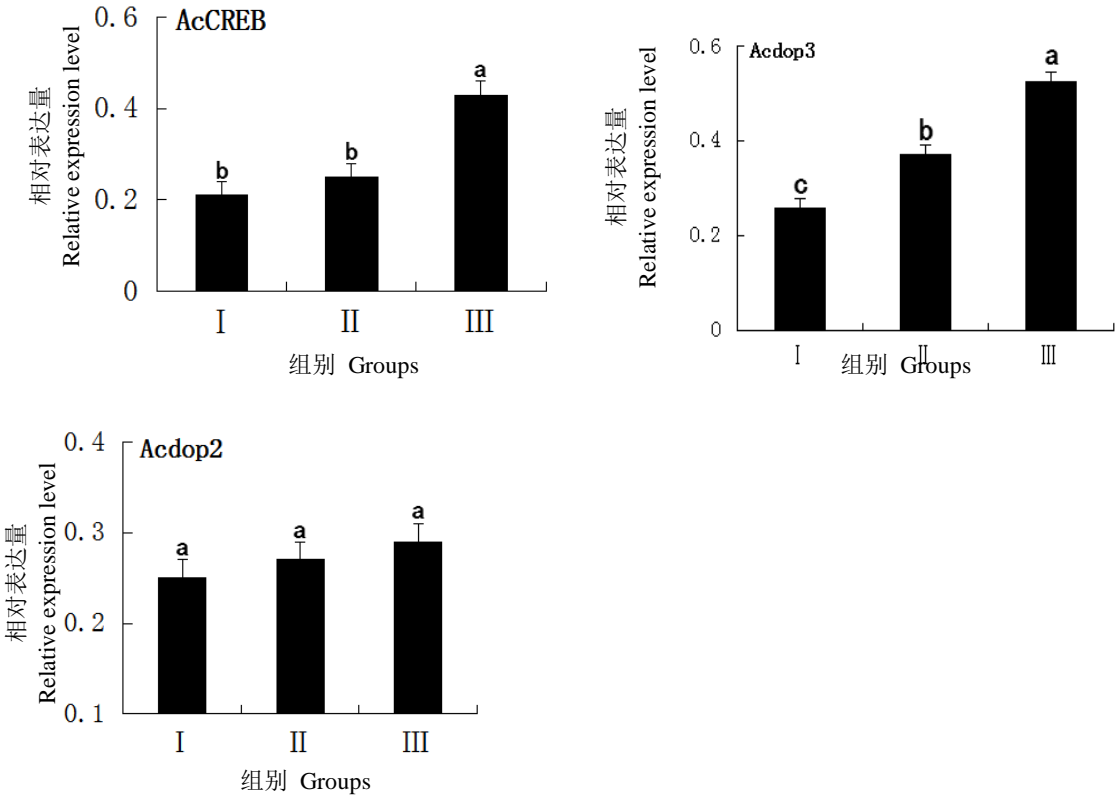 AcCREB
0.6
0.4
0.2
0
相对表达量
Relative expression level
b
b
a
Ⅰ
Ⅱ
Ⅲ
组别 Groups
Acdop3
0.6
0.4
0.2
0
相对表达量
Relative expression level
c
b
a
Ⅰ
Ⅱ
Ⅲ
组别 Groups
Acdop2
0.4
0.3
0.2
0.1
相对表达量
Relative expression level
a
a
a
Ⅰ
Ⅱ
Ⅲ
组别 Groups